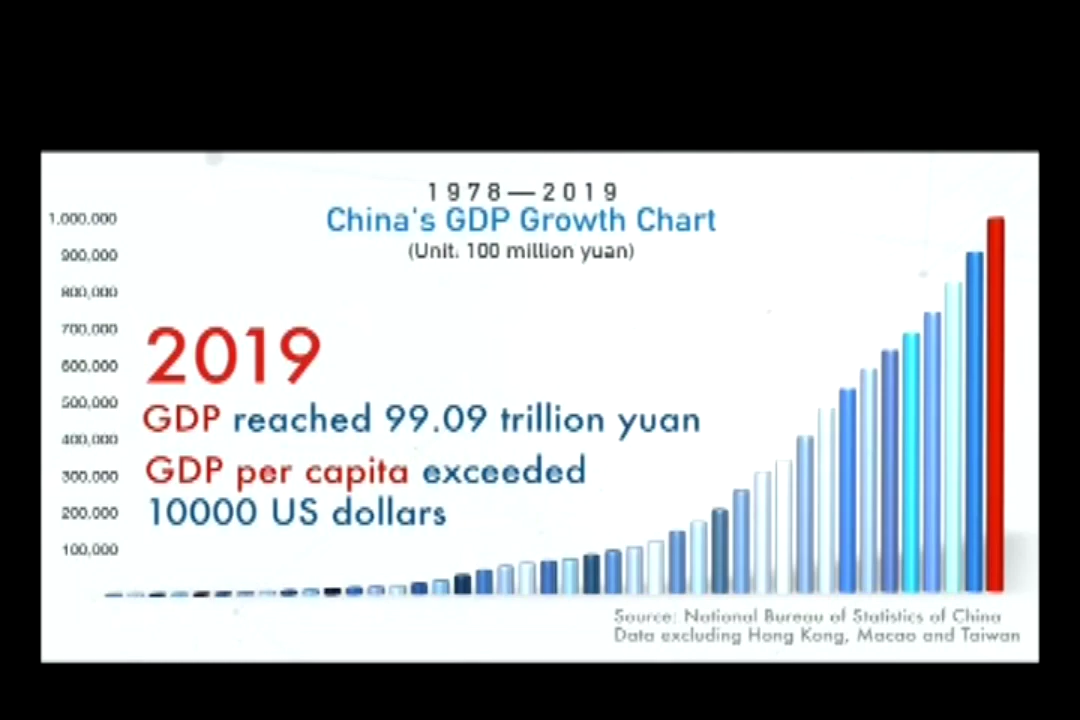 1978—2019
China's GDP Growth Chart
(Unit: 100 million yuan)
1,000,000
900,000
800,000
700,000
600,000
500,000
400,000
300,000
200,000
100,000
2019
GDP reached 99.09 trillion yuan
GDP per capita exceeded
10000 US dollars
Source: National Bureau of Statistics of China
Data excluding Hong Kong, Macao and Taiwan